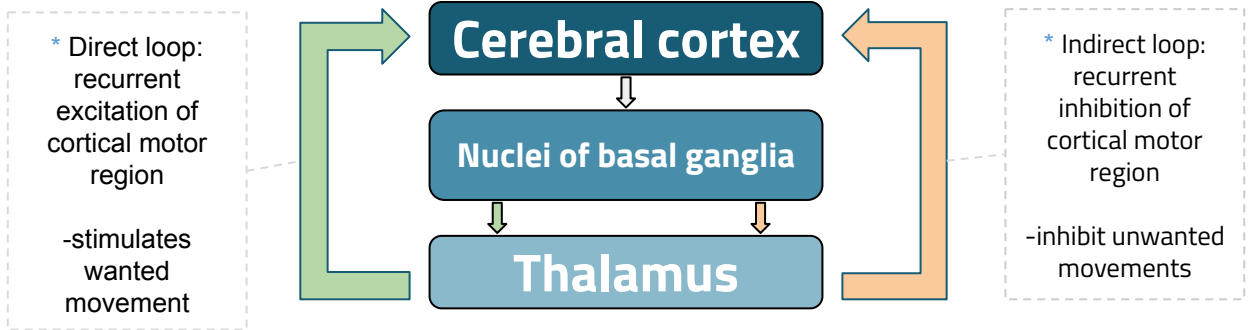 * Direct loop:
recurrent
excitation of
cortical motor
region
-stimulates
wanted
movement
Cerebral cortex
Nuclei of basal ganglia
Thalamus
* Indirect loop:
recurrent
inhibition of
cortical motor
region
-inhibit unwanted
movements